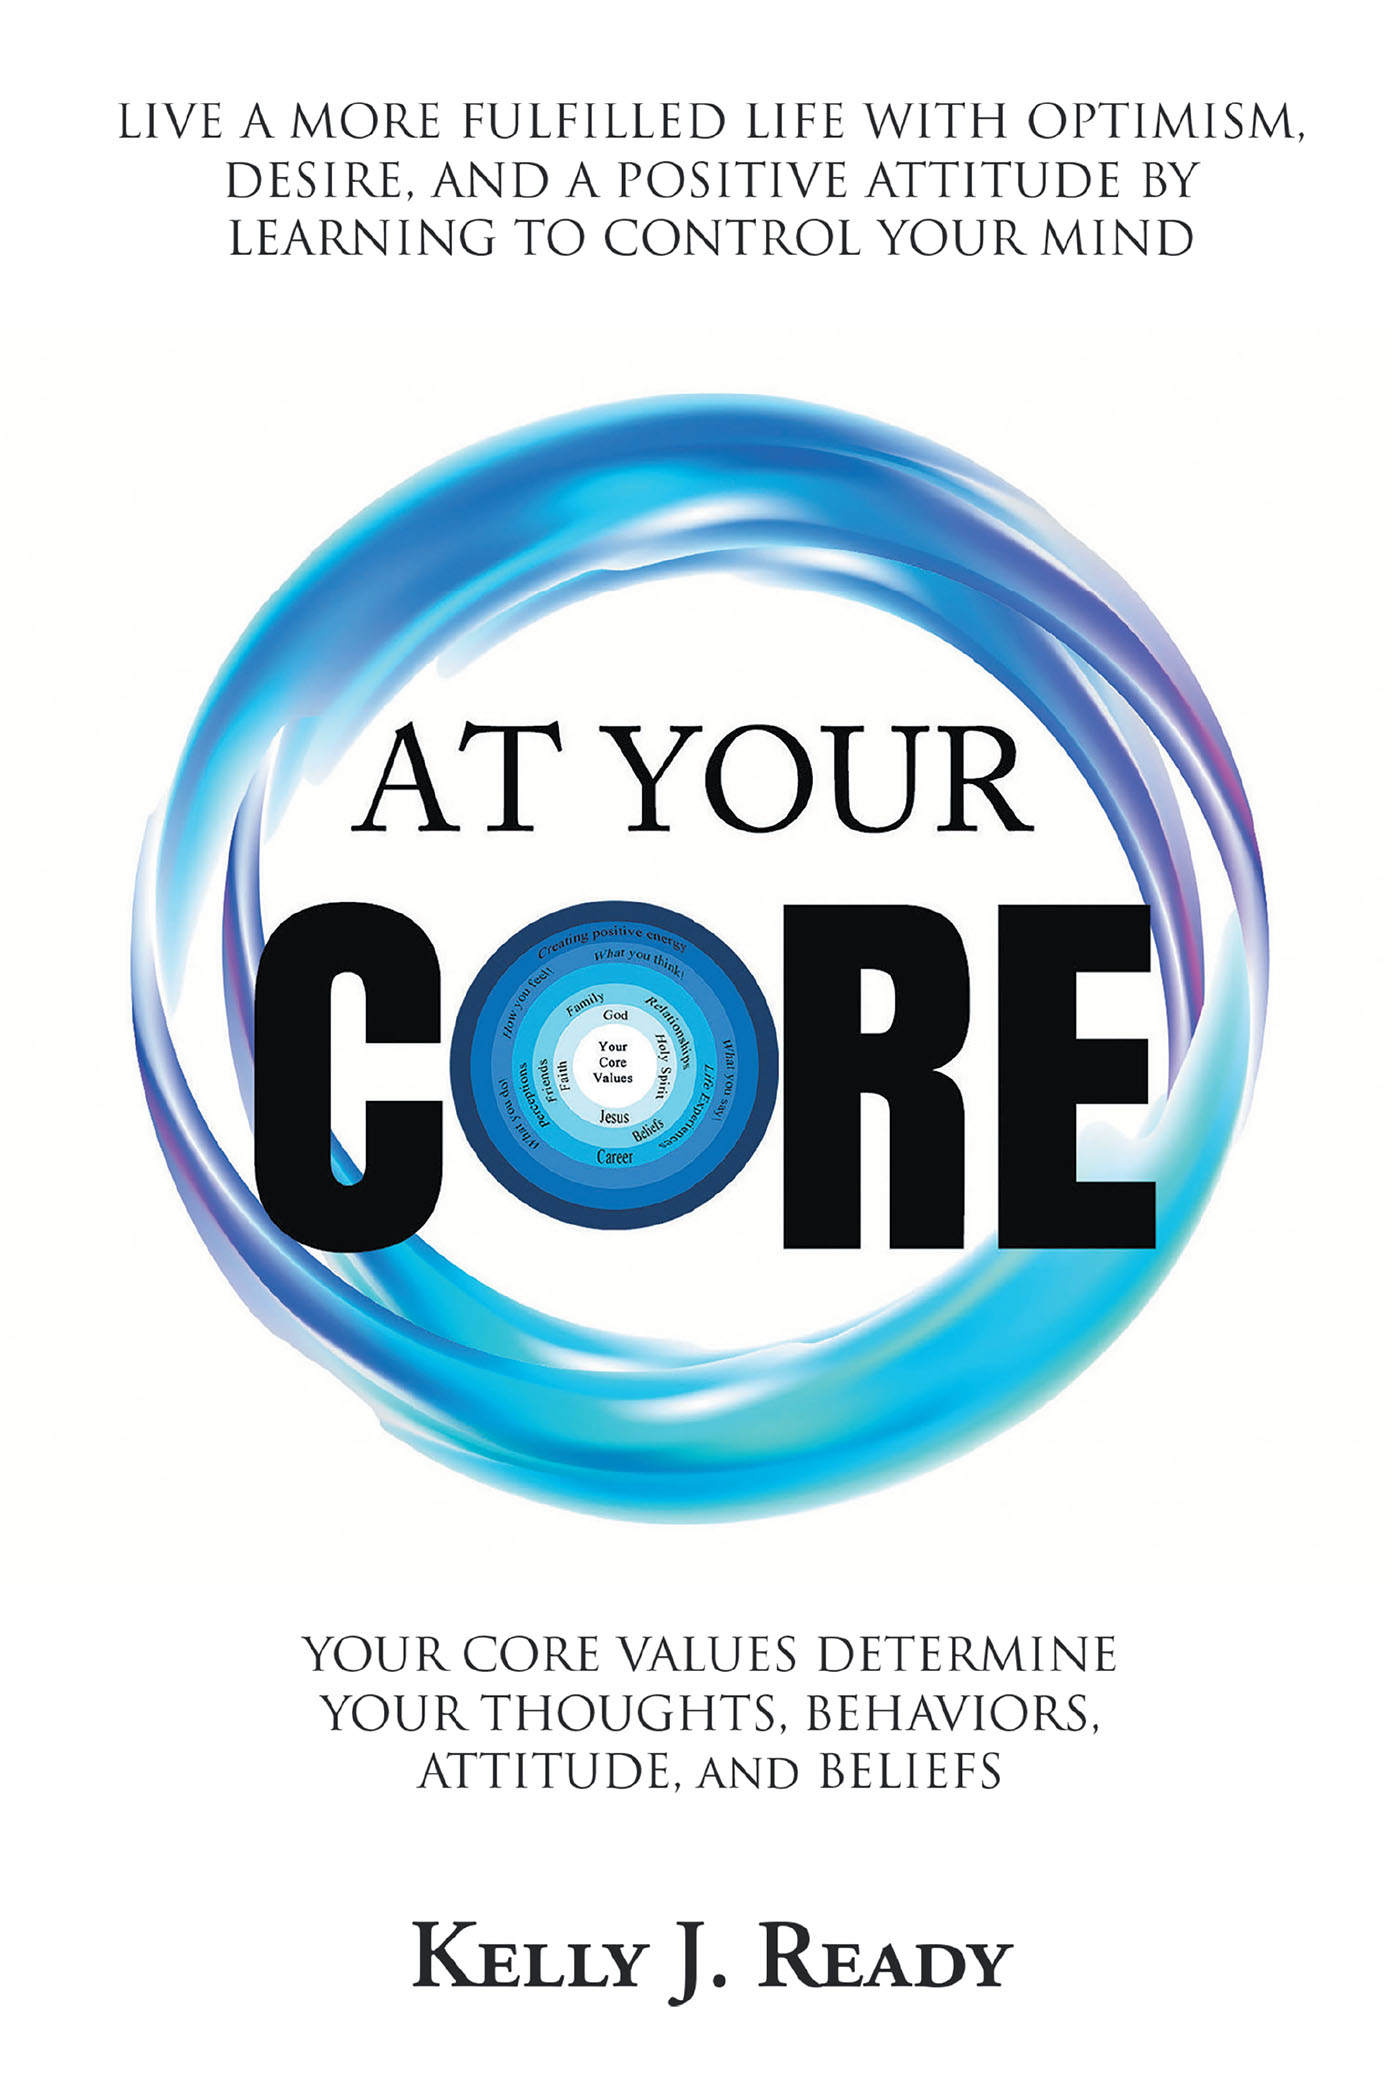 LIVE A MORE FULFILLED LIFE WITH OPTIMISM,
DESIRE, AND A POSITIVE ATTITUDE BY
LEARNING TO CONTROL YOUR MIND
AT YOUR
CORE
Creating positive energy
What you think!
How you feel!
What you say!
What you do!
Family
Relationships
Life Experiences
Perceptions
Friends
God
Holy Spirit
Faith
Your
Core
Values
Jesus
Beliefs
Career
YOUR CORE VALUES DETERMINE
YOUR THOUGHTS, BEHAVIORS,
ATTITUDE, AND BELIEFS
KELLY J. READY